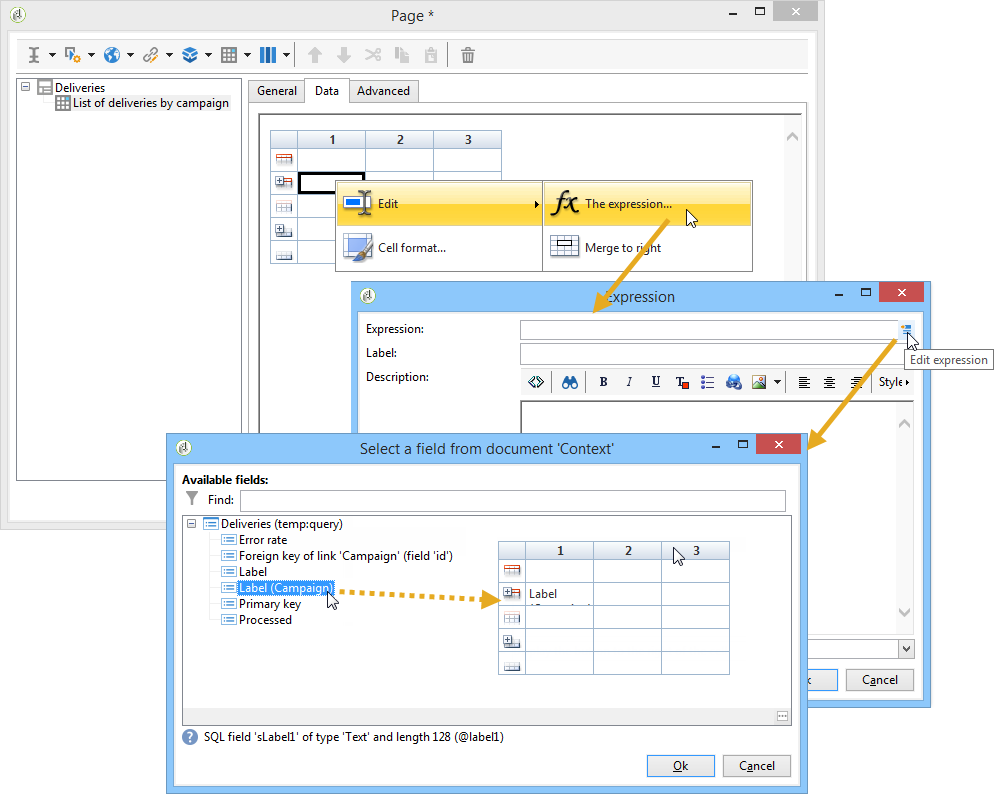 Page *
Deliveries
List of deliveries by campaign
General Data Advanced
1 2 3
Edit
The expression...
Cell format...
Merge to right
Expression
Expression:
Edit expression
Label:
Description:
B I U T Style
Select a field from document 'Context'
Available fields:
Find:
Deliveries (temp:query)
Error rate
Foreign key of link 'Campaign' (field 'id')
Label
Label (Campaign)
Primary key
Processed
1 2 3
Label
Cancel
SQL field 'sLabel1' of type 'Text' and length 128 (@label1)
Ok Cancel